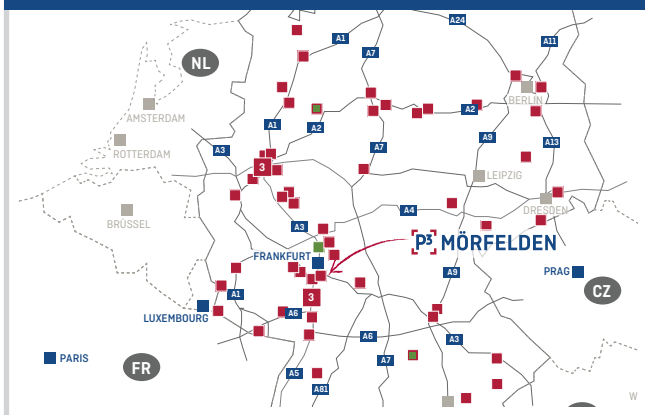 A24
A1
A11
A7
NL
BERLIN
AMSTERDAM
A2
A1
A2
A9
A13
ROTTERDAM
A3
A7
3
LEIPZIG
DRESDEN
A4
BRÜSSEL
A3
P³ MÖRFELDEN
FRANKFURT
A9
PRAG
CZ
A1
3
LUXEMBOURG
A6
A6
A3
PARIS
FR
A7
A5
A81
W